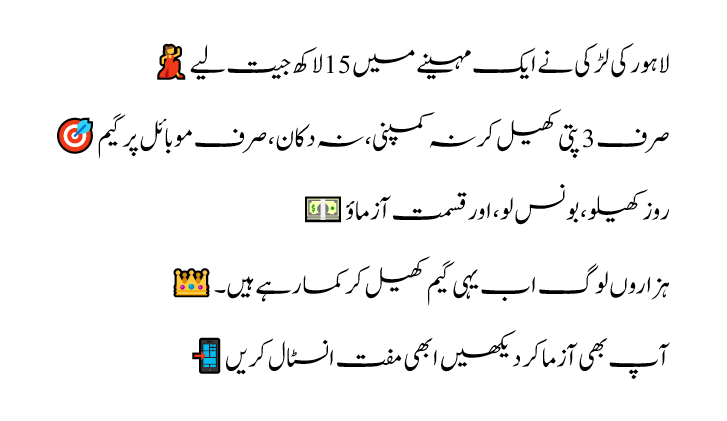 لاہور کی لڑکی نے ایک مہینے میں 15 لاکھ جیت لیے 💃
صرف 3 پتی کھیل کر نہ کمپنی، نہ دکان، صرف موبائل پر گیم 🎯
روز کھیلو، بونس لو، اور قسمت آزماؤ 💵
ہزاروں لوگ اب یہی گیم کھیل کر کما رہے ہیں۔ 👑
آپ بھی آزما کر دیکھیں ابھی مفت انسٹال کریں 📲